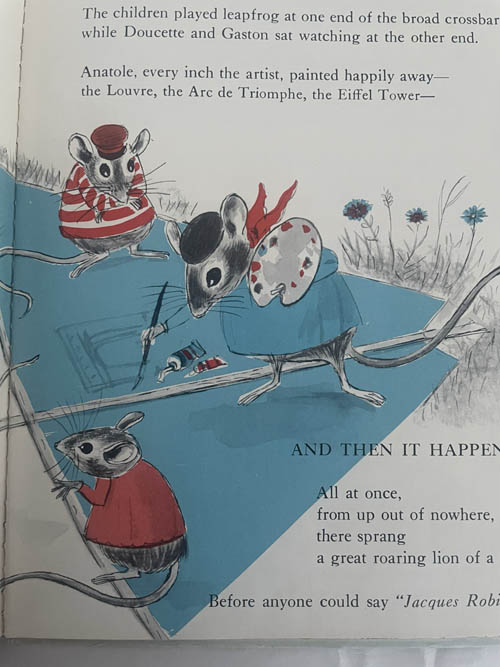 The children played leapfrog at one end of the broad crossbar
while Doucette and Gaston sat watching at the other end.
Anatole, every inch the artist, painted happily away—
the Louvre, the Arc de Triomphe, the Eiffel Tower—
AND THEN IT HAPPEN
All at once,
from up out of nowhere,
there sprang
a great roaring lion of a
Before anyone could say "Jacques Robi